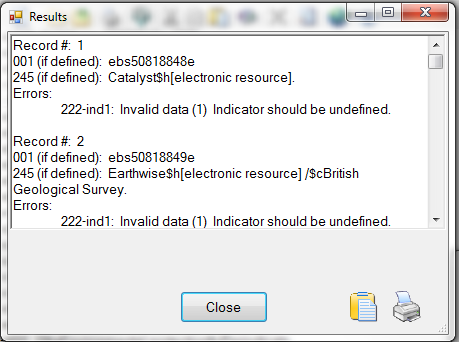 Results
Record #: 1
001 (if defined): ebs50818848e
245 (if defined): Catalyst$h[electronic resource].
Errors:
222-ind1: Invalid data (1) Indicator should be undefined.
Record #: 2
001 (if defined): ebs50818849e
245 (if defined): Earthwise$h[electronic resource] /$cBritish
Geological Survey.
Errors:
222-ind1: Invalid data (1) Indicator should be undefined.
Close